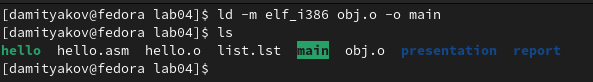 [damityakov@fedora lab04]$ ld -m elf_i386 obj.o -o main
[damityakov@fedora lab04]$ ls
hello  hello.asm  hello.o  list.lst  main  obj.o  presentation  report
[damityakov@fedora lab04]$